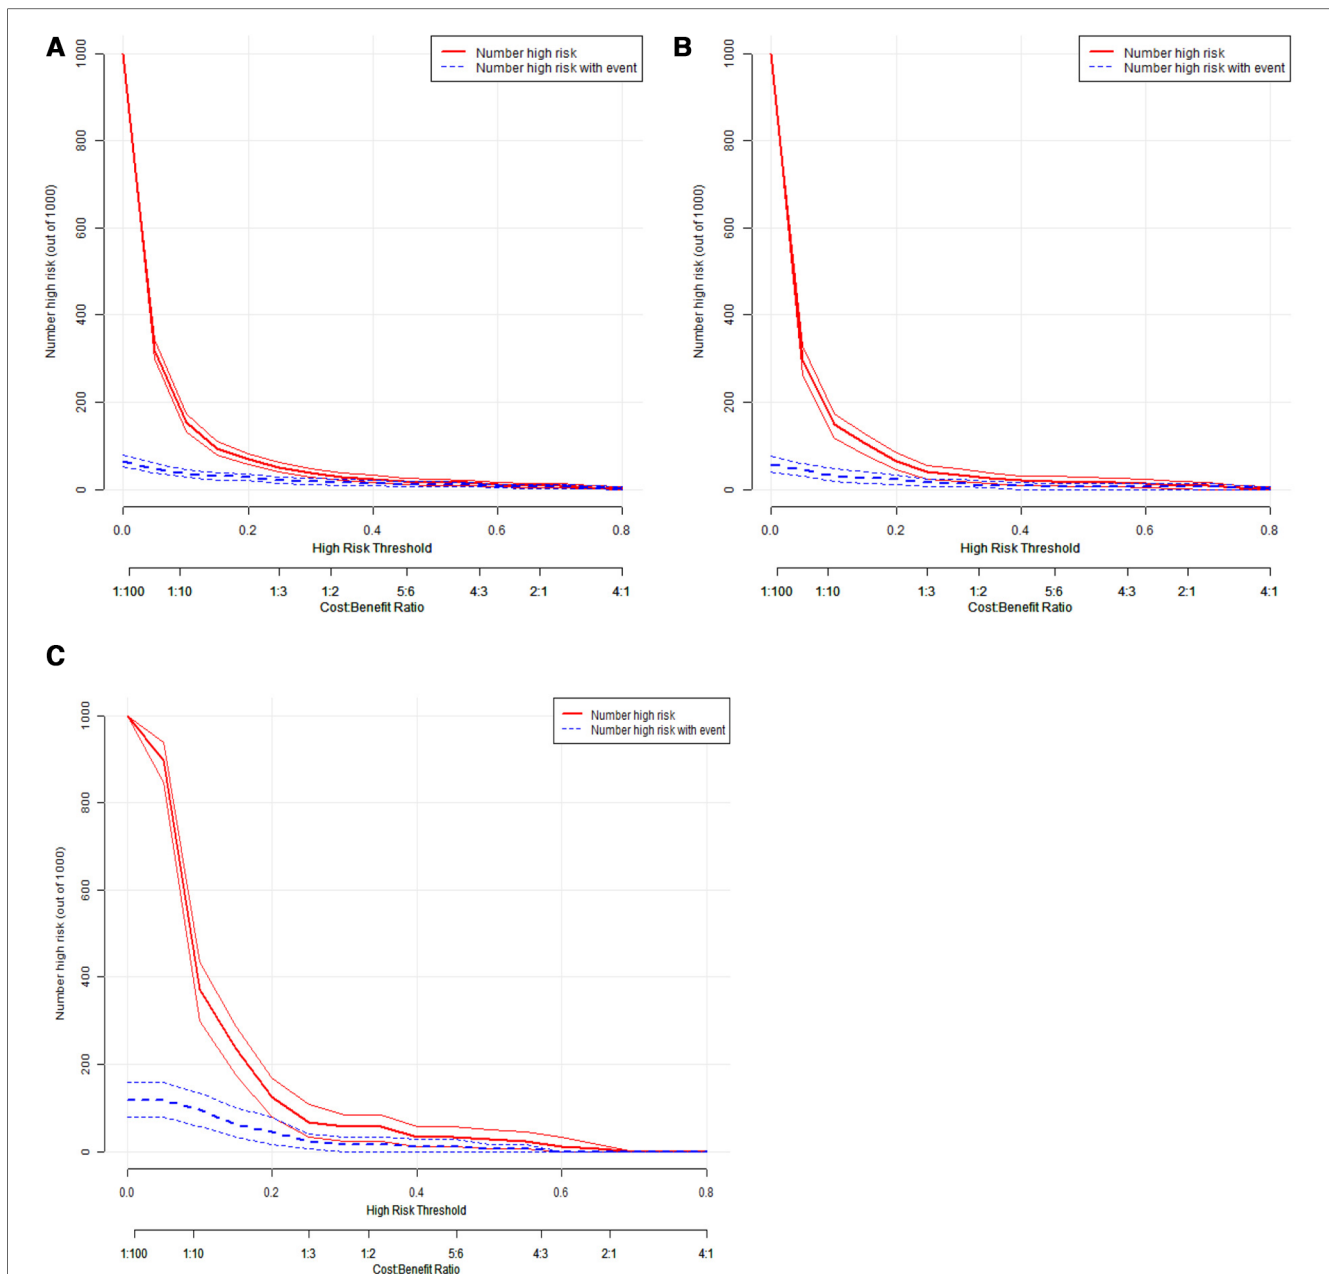 A
Number high risk
Number high risk with event
Number high risk (out of 1000)
1000
800
600
400
200
0
0.0 0.2 0.4 0.6 0.8
High Risk Threshold
1:100 1:10 1:3 1:2 5:6 4:3 2:1 4:1
Cost:Benefit Ratio
B
Number high risk
Number high risk with event
Number high risk (out of 1000)
1000
800
600
400
200
0
0.0 0.2 0.4 0.6 0.8
High Risk Threshold
1:100 1:10 1:3 1:2 5:6 4:3 2:1 4:1
Cost:Benefit Ratio
C
Number high risk
Number high risk with event
Number high risk (out of 1000)
1000
800
600
400
200
0
0.0 0.2 0.4 0.6 0.8
High Risk Threshold
1:100 1:10 1:3 1:2 5:6 4:3 2:1 4:1
Cost:Benefit Ratio